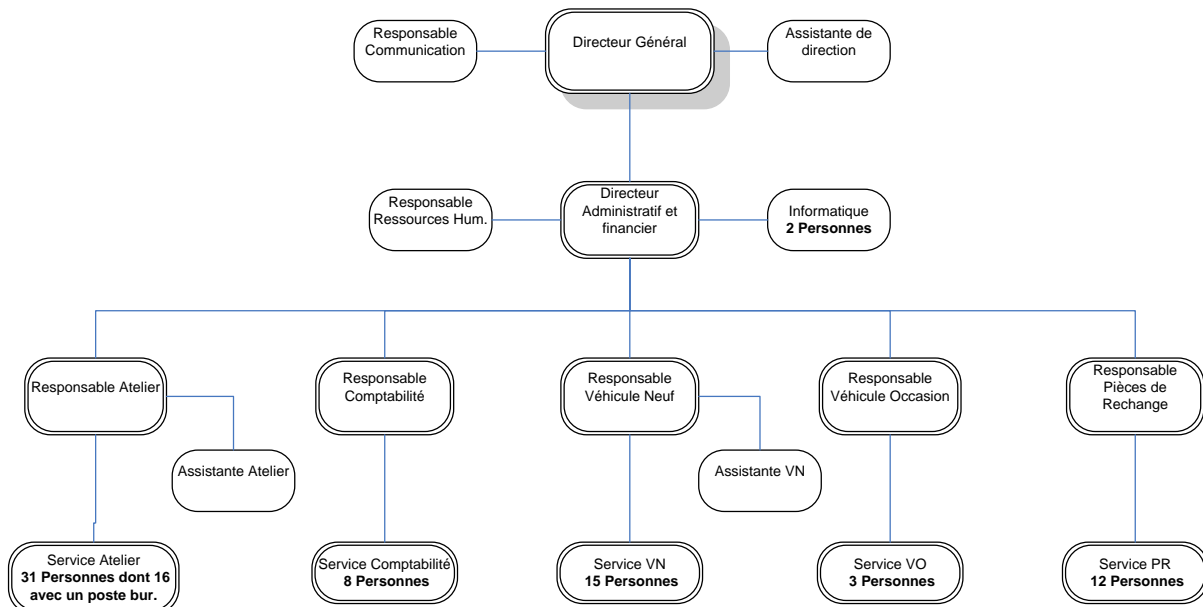 Responsable
Communication
Directeur Général
Assistante de
direction
Responsable
Ressources Hum.
Directeur
Administratif et
financier
Informatique
2 Personnes
Responsable Atelier
Responsable
Comptabilité
Responsable
Véhicule Neuf
Responsable
Véhicule Occasion
Responsable
Pièces de
Rechange
Assistante Atelier
Assistante VN
Service Atelier
31 Personnes dont 16
avec un poste bur.
Service Comptabilité
8 Personnes
Service VN
15 Personnes
Service VO
3 Personnes
Service PR
12 Personnes